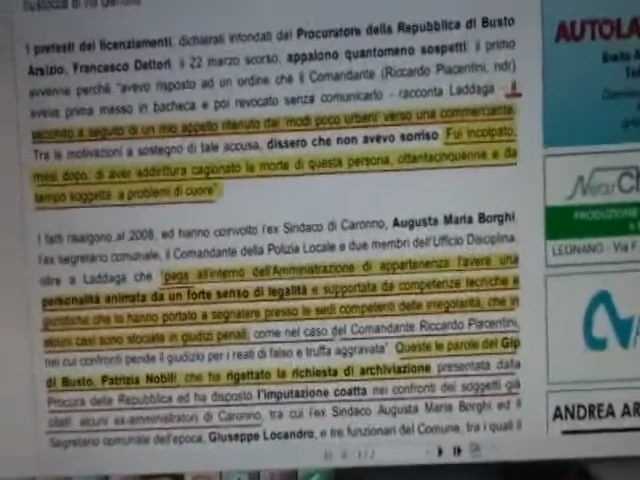 I pretesti dei licenziamenti, dichiarati infondati dal Procuratore della Repubblica di Busto
Arsizio, Francesco Dettori il 22 marzo scorso, appaiono quantomeno sospetti: il primo
avvenne perché "avevo risposto ad un ordine che il Comandante (Riccardo Piacentini, ndr)
aveva prima messo in bacheca e poi revocato senza comunicarlo - racconta Laddaga - il
secondo a seguito di un mio appello ritenuto dai 'modi poco urbani' verso una commerciante.
Tra le motivazioni a sostegno di tale accusa, dissero che non avevo sorriso. Fui incolpato,
mesi dopo, di aver addirittura cagionato la morte di questa persona, ottantacinquenne e da
tempo soggetta a problemi di cuore".
I fatti risalgono al 2008, ed hanno coinvolto l'ex Sindaco di Caronno, Augusta Maria Borghi
l'ex segretario comunale, il Comandante della Polizia Locale e due membri dell'Ufficio Disciplina
oltre a Laddaga che "paga all'interno dell'Amministrazione di appartenenza l'avere una
personalità animata da un forte senso di legalità e supportata da competenze tecniche e
giuridiche che lo hanno portato a segnalare presso le sedi competenti delle irregolarità, che in
alcuni casi sono sfociate in giudizi penali, come nel caso del Comandante Riccardo Piacentini,
nei cui confronti pende il giudizio per i reati di falso e truffa aggravata" Queste le parole del Gip
di Busto, Patrizia Nobili, che ha rigettato la richiesta di archiviazione presentata dalla
Procura della Repubblica ed ha disposto l'imputazione coatta nei confronti dei soggetti già
citati, alcuni ex-amministratori di Caronno, tra cui l'ex Sindaco Augusta Maria Borghi ed il
Segretario comunale dell'epoca, Giuseppe Locandro, e tre funzionari del Comune, tra i quali il
AUTOLA
Busto A
PRODUZIONE
LEGNANO - Via F
ANDREA AR